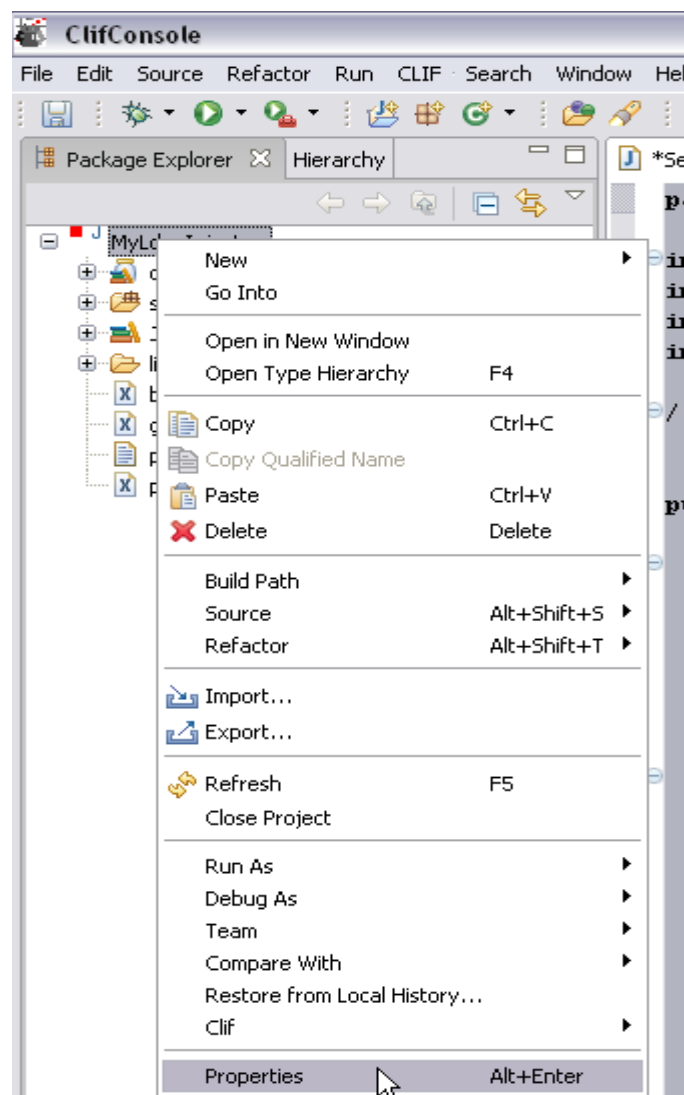 ClifConsole
File Edit Source Refactor Run CLIF Search Window Hel
Package Explorer Hierarchy *Se
New
Go Into
Open in New Window
Open Type Hierarchy F4
Copy Ctrl+C
Copy Qualified Name
Paste Ctrl+V
Delete Delete
Build Path
Source Alt+Shift+S
Refactor Alt+Shift+T
Import...
Export...
Refresh F5
Close Project
Run As
Debug As
Team
Compare With
Restore from Local History...
Clif
Properties Alt+Enter